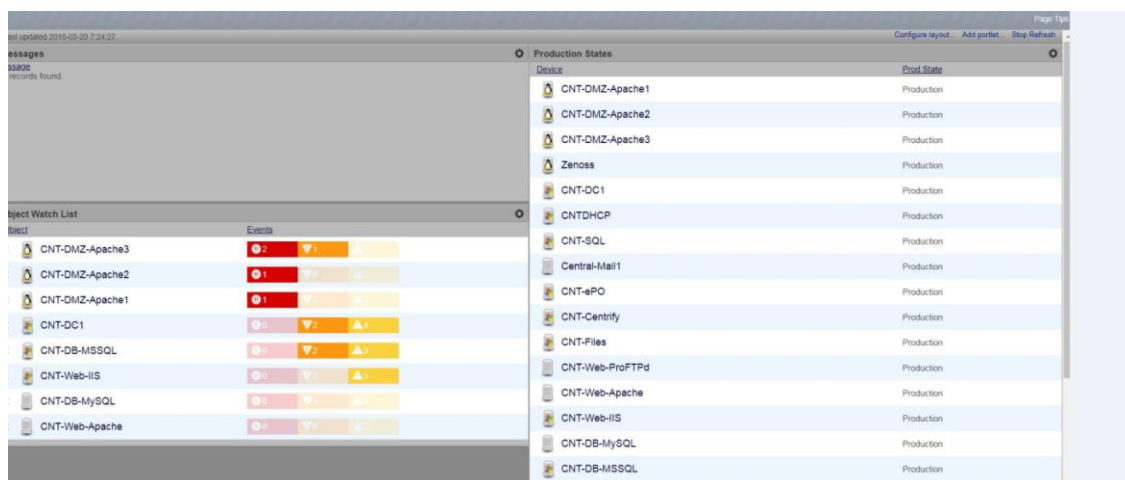 Page Tips
ast updated 2018-03-20 7:24:27.
Configure layout... Add portlet... Stop Refresh
essages
ssage
records found.
bject Watch List
bject Events
CNT-DMZ-Apache3 2 1
CNT-DMZ-Apache2 1
CNT-DMZ-Apache1 1
CNT-DC1 0 2 4
CNT-DB-MSSQL 0 2 3
CNT-Web-IIS 0 0 3
CNT-DB-MySQL 0
CNT-Web-Apache 0
Production States
Device Prod State
CNT-DMZ-Apache1 Production
CNT-DMZ-Apache2 Production
CNT-DMZ-Apache3 Production
Zenoss Production
CNT-DC1 Production
CNTDHCP Production
CNT-SQL Production
Central-Mail1 Production
CNT-ePO Production
CNT-Centrify Production
CNT-Files Production
CNT-Web-ProFTPd Production
CNT-Web-Apache Production
CNT-Web-IIS Production
CNT-DB-MySQL Production
CNT-DB-MSSQL Production